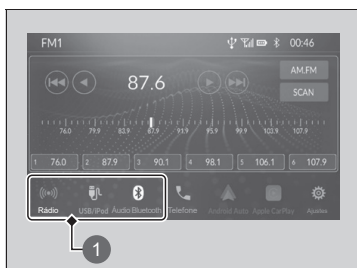 FM1 00:46
87.6 AM.FM
SCAN
76.0 79.9 83.9 87.9 91.9 95.9 99.9 103.9 107.9
1 76.0 2 87.9 3 90.1 4 98.1 5 106.1 6 107.9
Rádio USB/iPod Áudio Bluetooth Telefone Android Auto Apple CarPlay Ajustes
1